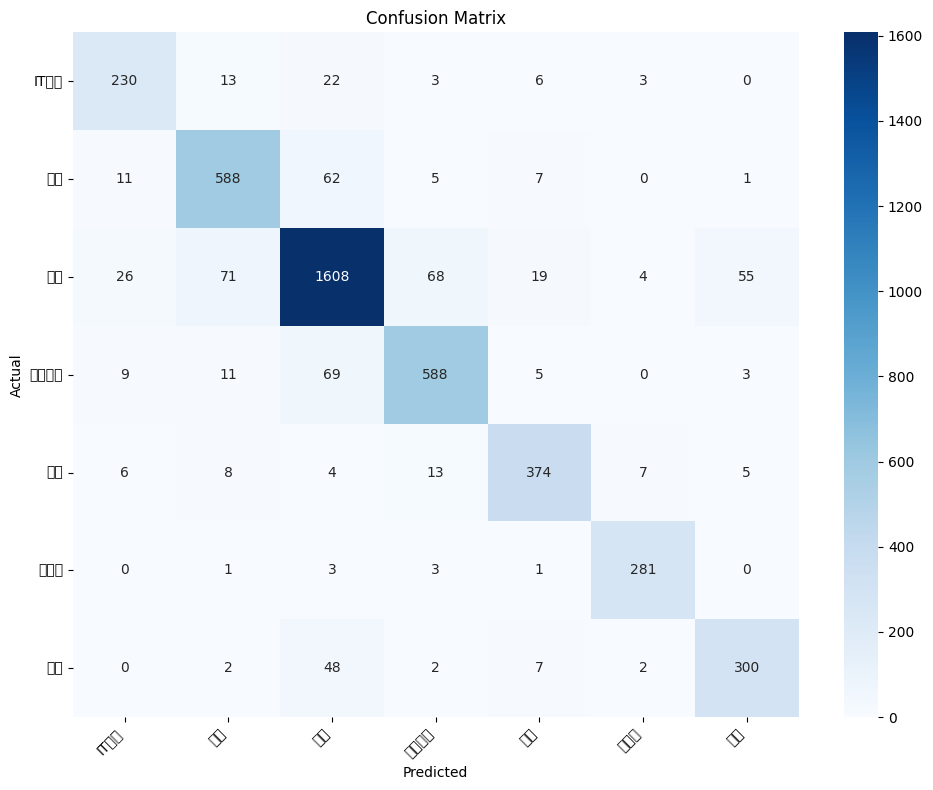 Confusion Matrix
IT
230 13 22 3 6 3 0
11 588 62 5 7 0 1
26 71 1608 68 19 4 55
9 11 69 588 5 0 3
6 8 4 13 374 7 5
0 1 3 3 1 281 0
0 2 48 2 7 2 300
Actual
IT
Predicted
1600
1400
1200
1000
800
600
400
200
0